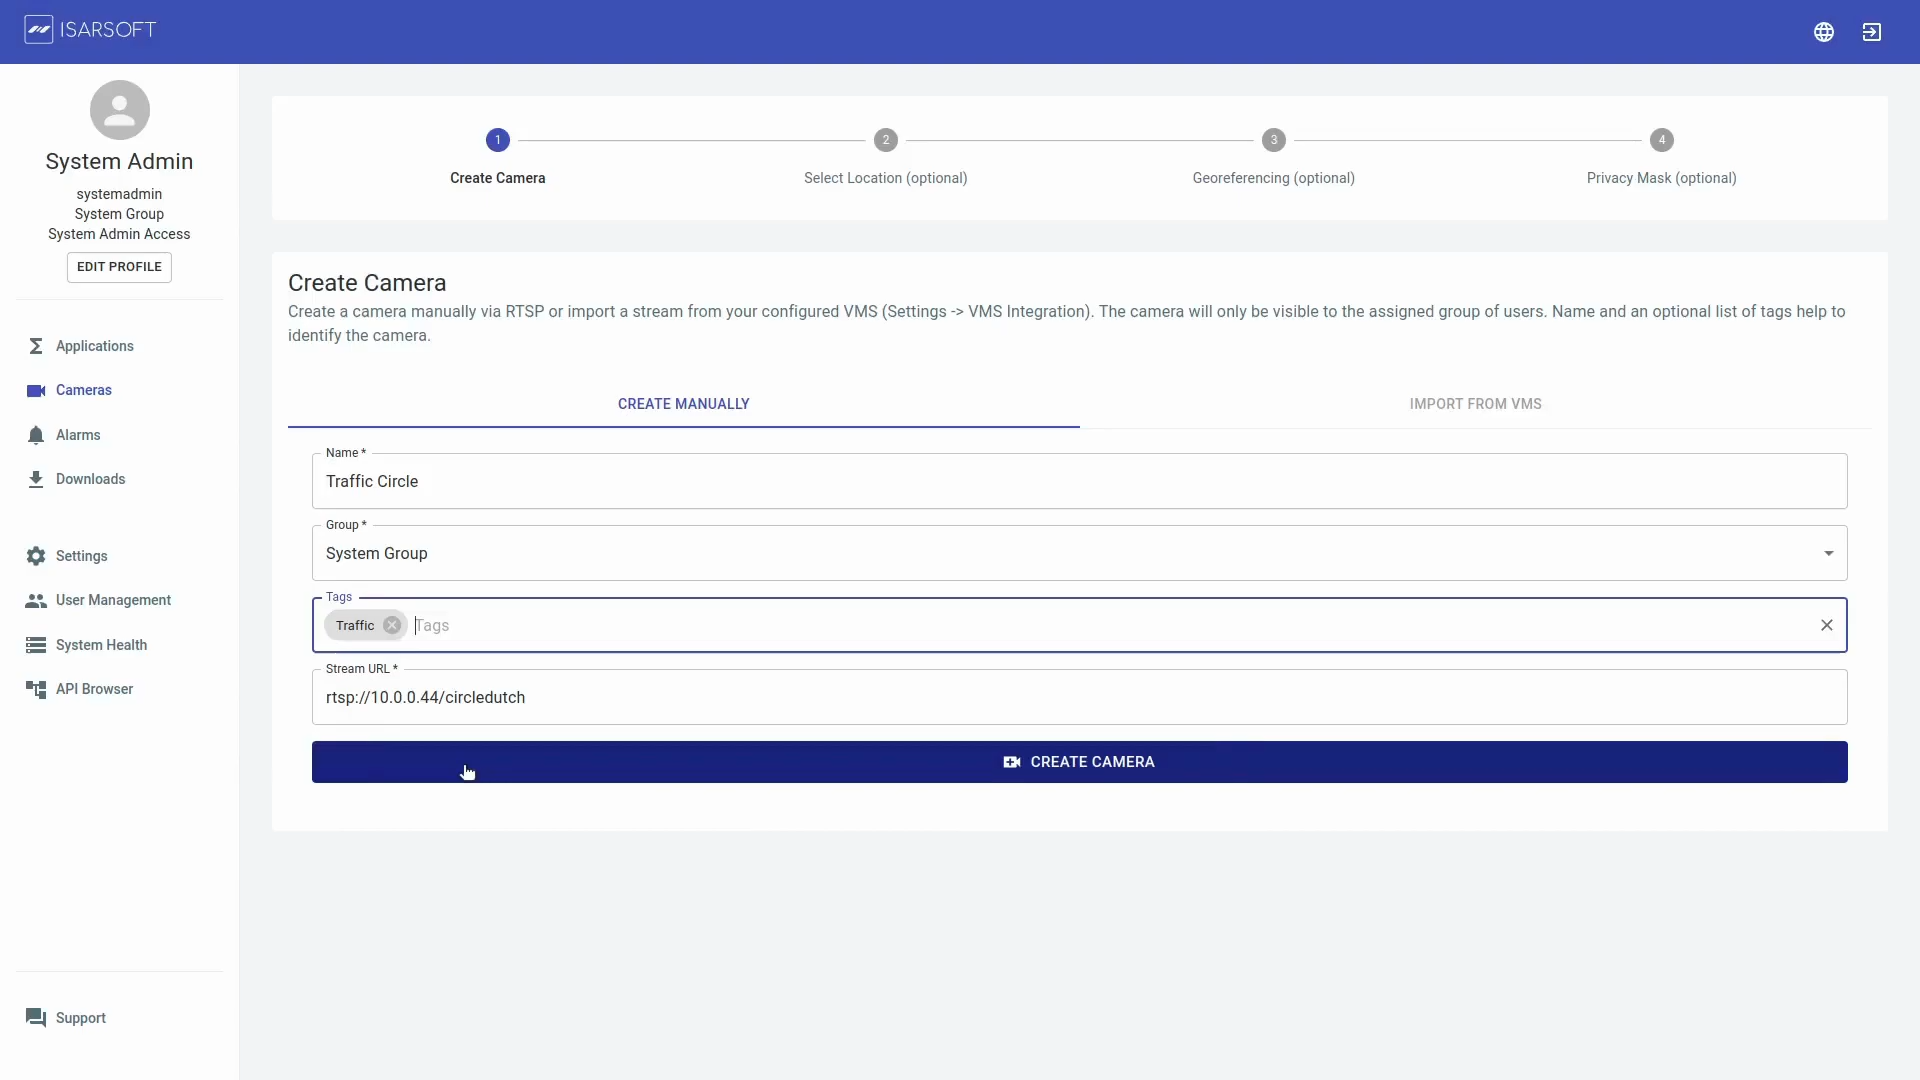 ISARSOFT
System Admin
systemadmin
System Group
System Admin Access
EDIT PROFILE
Applications
Cameras
Alarms
Downloads
Settings
User Management
System Health
API Browser
Support
1
2
3
4
Create Camera
Select Location (optional)
Georeferencing (optional)
Privacy Mask (optional)
Create Camera
Create a camera manually via RTSP or import a stream from your configured VMS (Settings -> VMS Integration). The camera will only be visible to the assigned group of users. Name and an optional list of tags help to
identify the camera.
CREATE MANUALLY
IMPORT FROM VMS
Name *
Traffic Circle
Group *
System Group
Tags
Traffic
Tags
Stream URL *
rtsp://10.0.0.44/circledutch
CREATE CAMERA